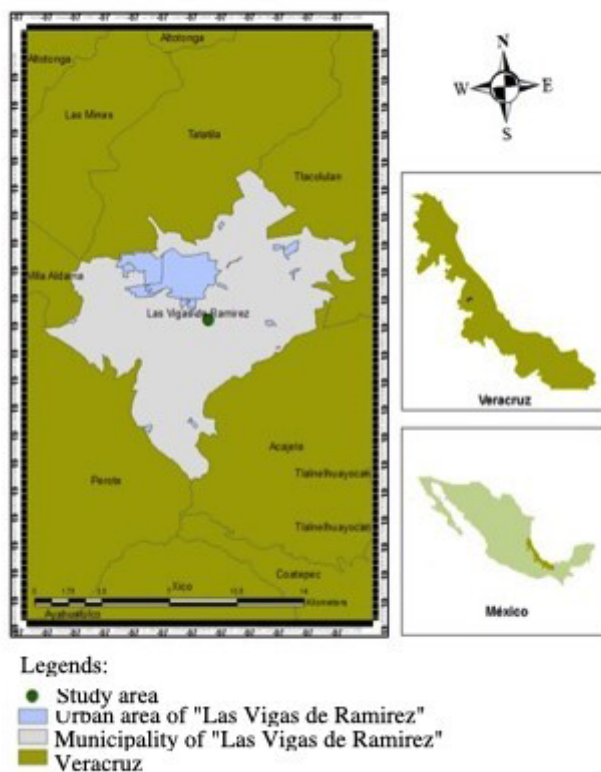 Altotonga
Altotonga
Las Minas
Tatatila
Tlacolulan
Villa Aldama
Las Vigas de Ramirez
Acajete
Perote
Tlalnelhuayocan
Tlalnelhuayocan
Coatepec
Xico
Kilometers
Ayahualulco
N
W
E
S
Veracruz
México
Legends:
Study area
Urban area of "Las Vigas de Ramirez"
Municipality of "Las Vigas de Ramirez"
Veracruz